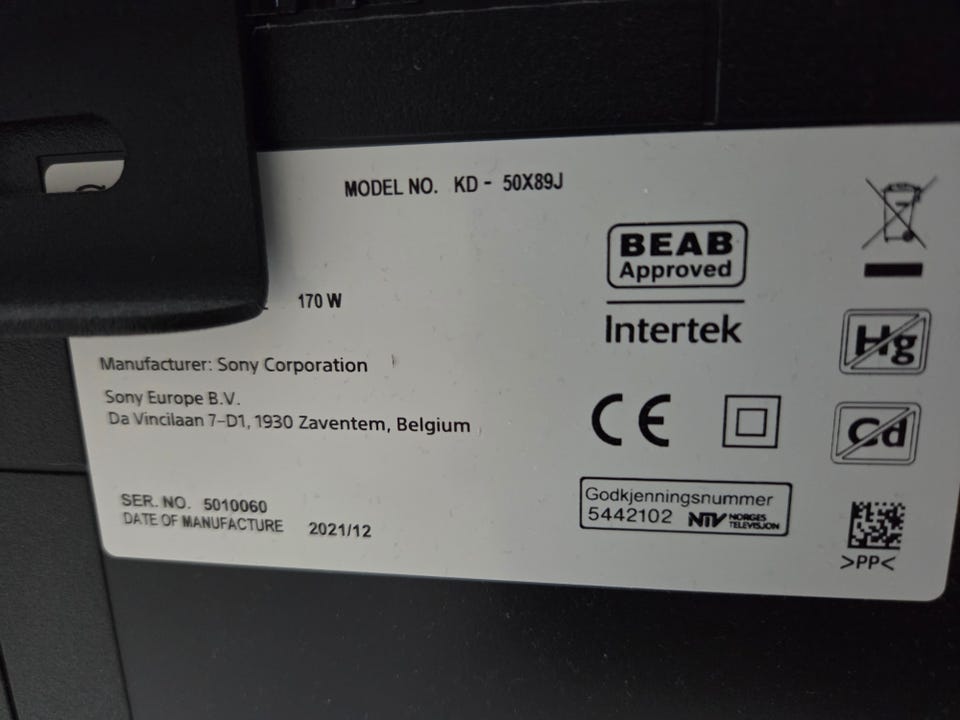 MODEL NO. KD - 50X89J
BEAB
Approved
Intertek
170 W
Manufacturer: Sony Corporation
Sony Europe B.V.
Da Vincilaan 7-D1, 1930 Zaventem, Belgium
SER. NO. 5010060
DATE OF MANUFACTURE 2021/12
CE
Godkjenningsnummer
5442102 NTV NORGES
TELEVISJON
Hg
Cd
>PP<